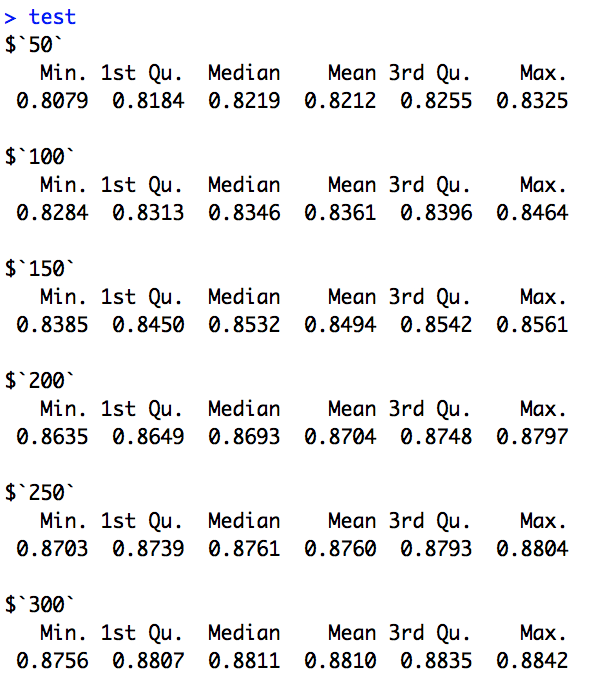 > test
$`50`
   Min. 1st Qu.  Median    Mean 3rd Qu.    Max.
 0.8079  0.8184  0.8219  0.8212  0.8255  0.8325
$`100`
   Min. 1st Qu.  Median    Mean 3rd Qu.    Max.
 0.8284  0.8313  0.8346  0.8361  0.8396  0.8464
$`150`
   Min. 1st Qu.  Median    Mean 3rd Qu.    Max.
 0.8385  0.8450  0.8532  0.8494  0.8542  0.8561
$`200`
   Min. 1st Qu.  Median    Mean 3rd Qu.    Max.
 0.8635  0.8649  0.8693  0.8704  0.8748  0.8797
$`250`
   Min. 1st Qu.  Median    Mean 3rd Qu.    Max.
 0.8703  0.8739  0.8761  0.8760  0.8793  0.8804
$`300`
   Min. 1st Qu.  Median    Mean 3rd Qu.    Max.
 0.8756  0.8807  0.8811  0.8810  0.8835  0.8842